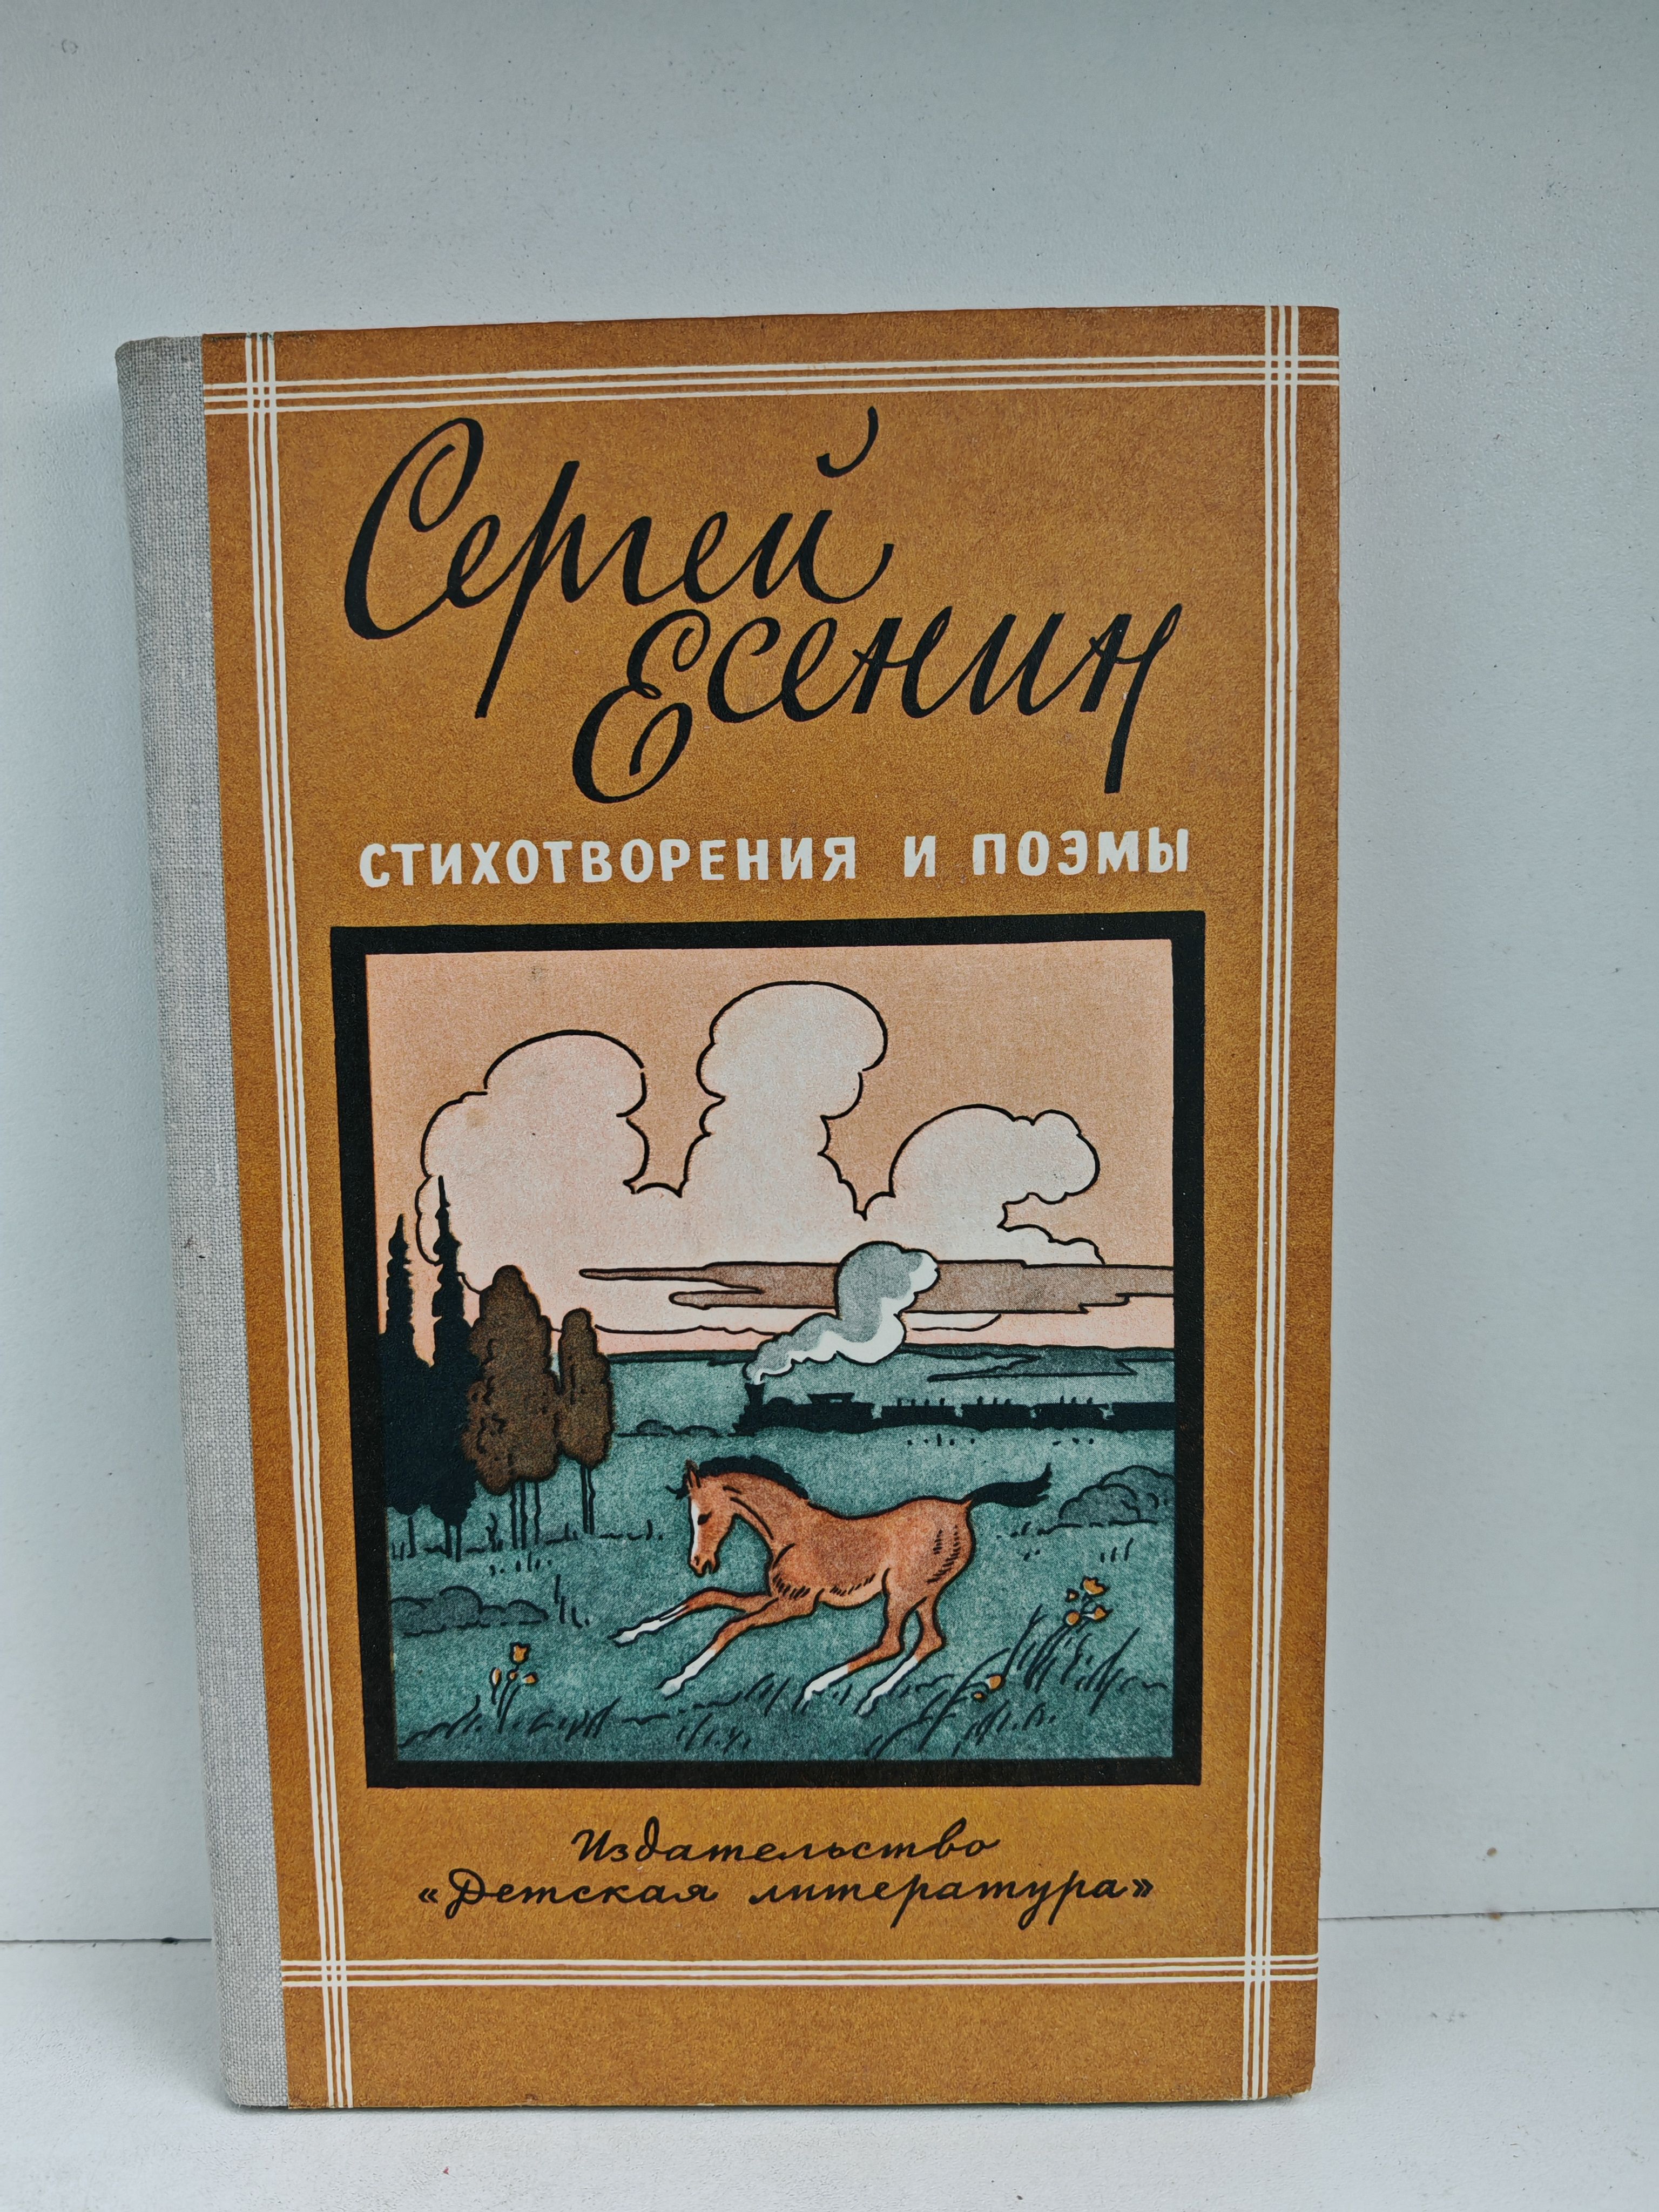 Сергей
Есенин
СТИХОТВОРЕНИЯ И ПОЭМЫ
Издательство
«Детская литература»